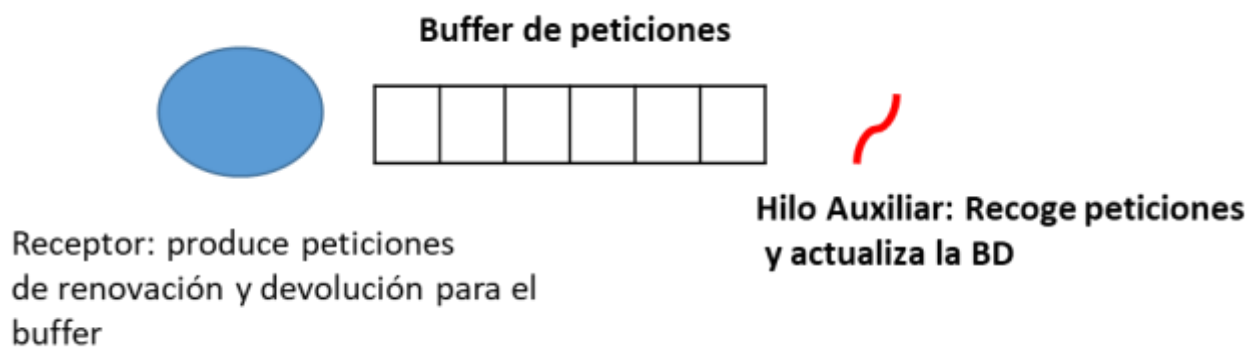 Buffer de peticiones
Hilo Auxiliar: Recoge peticiones
y actualiza la BD
Receptor: produce peticiones
de renovación y devolución para el
buffer